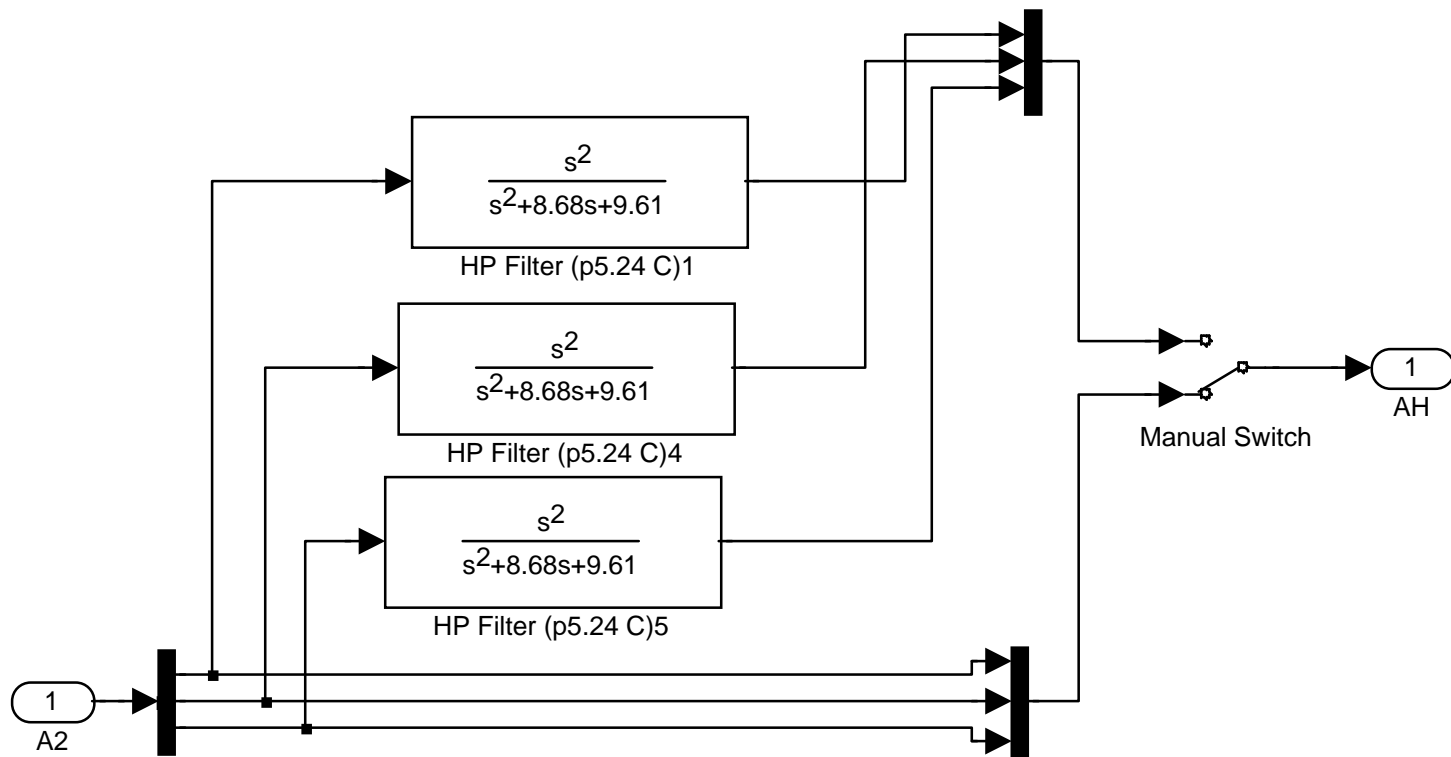 s2
s2+8.68s+9.61
HP Filter (p5.24 C)1
s2
s2+8.68s+9.61
HP Filter (p5.24 C)4
1
AH
Manual Switch
s2
s2+8.68s+9.61
HP Filter (p5.24 C)5
1
A2